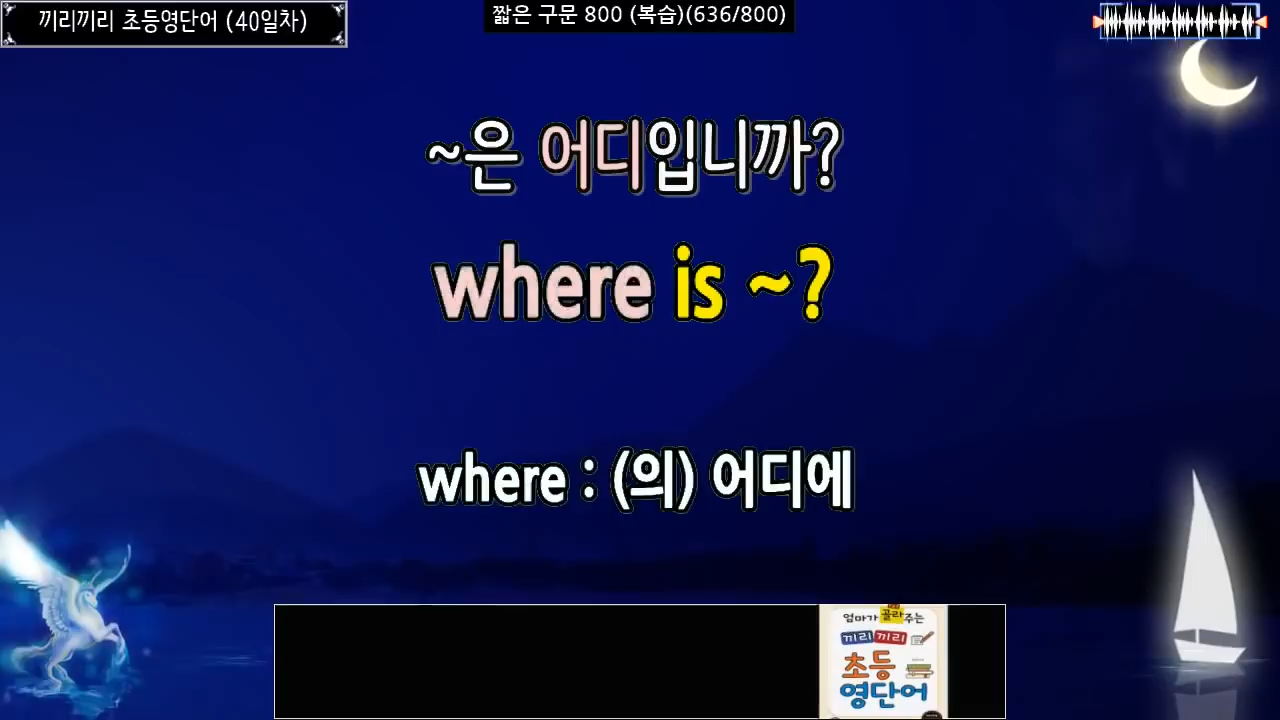 끼리끼리 초등영단어 (40일차)
짧은 구문 800 (복습)(636/800)
~은 어디입니까?
where is ~?
where : (의) 어디에
엄마가 골라주는
끼리끼리
초등
영단어